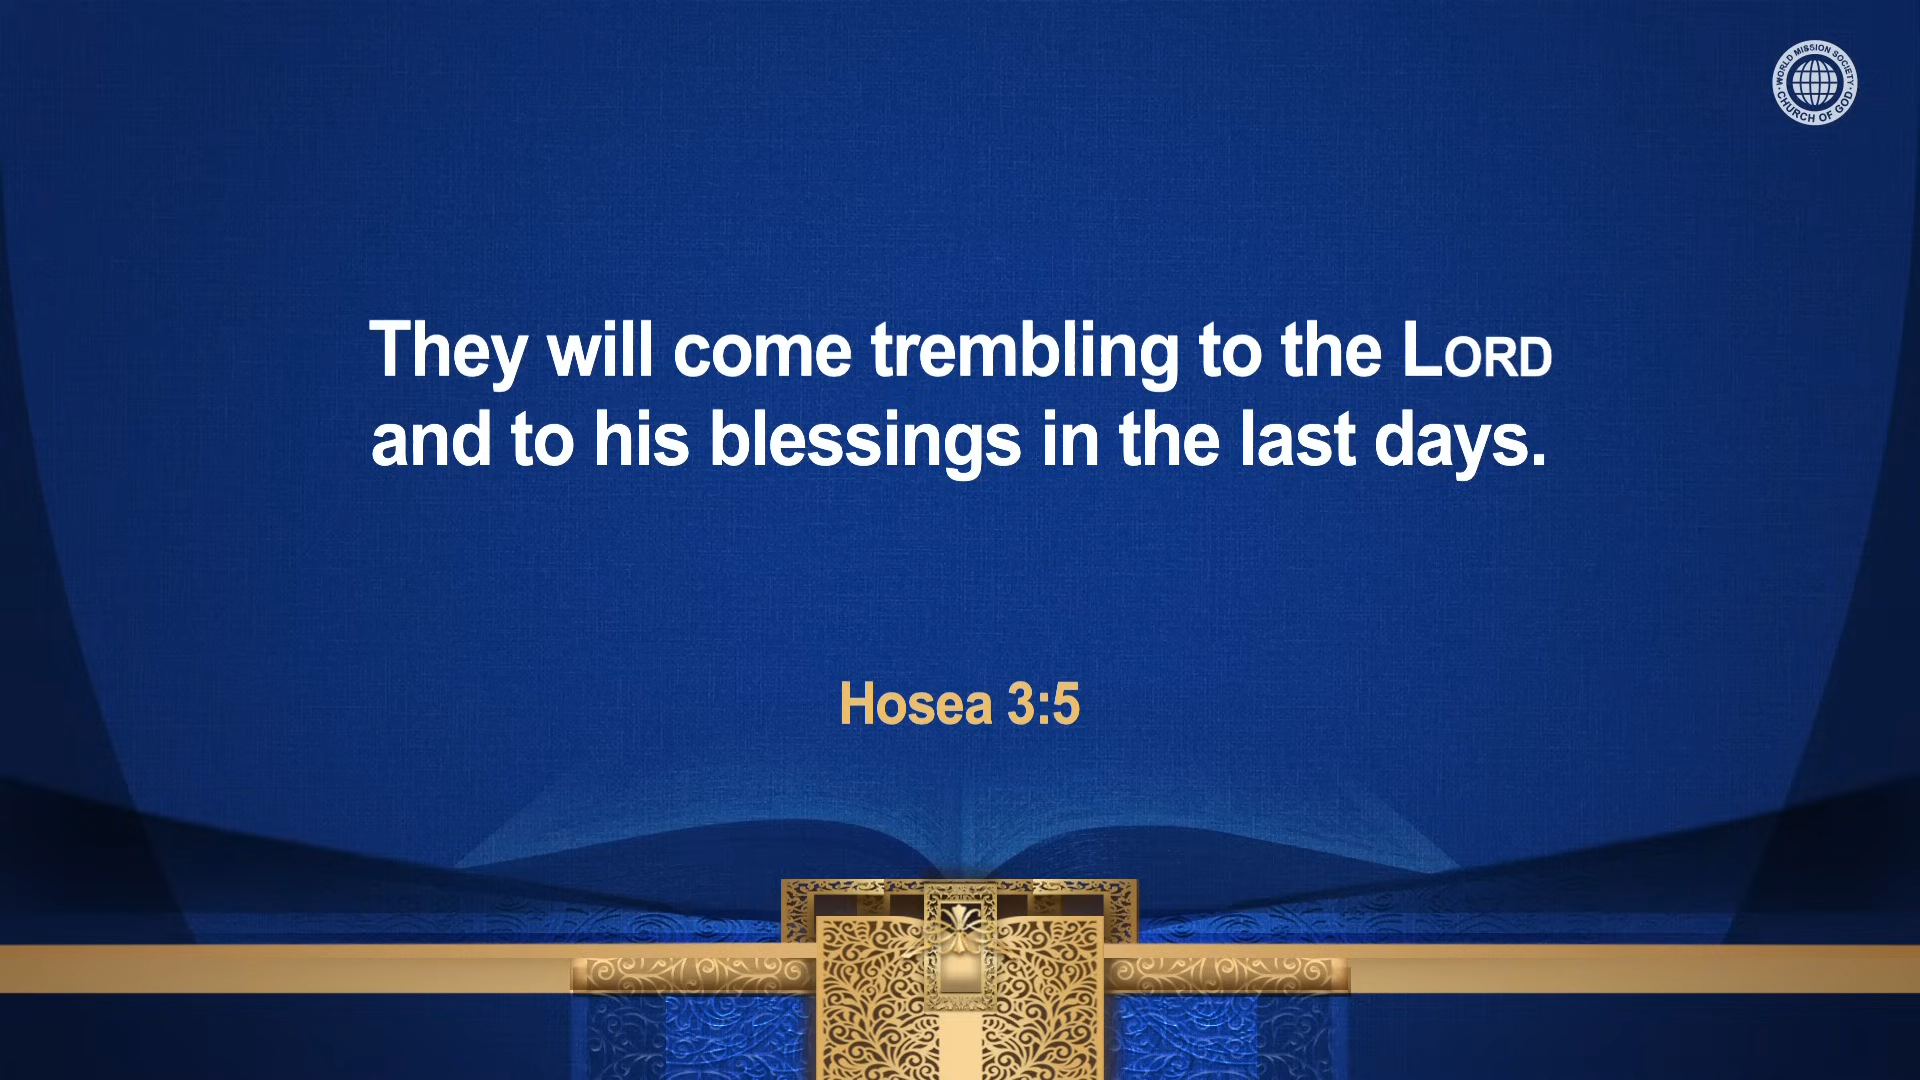 WORLD MISSION SOCIETY
CHURCH OF GOD
They will come trembling to the LORD
and to his blessings in the last days.
Hosea 3:5